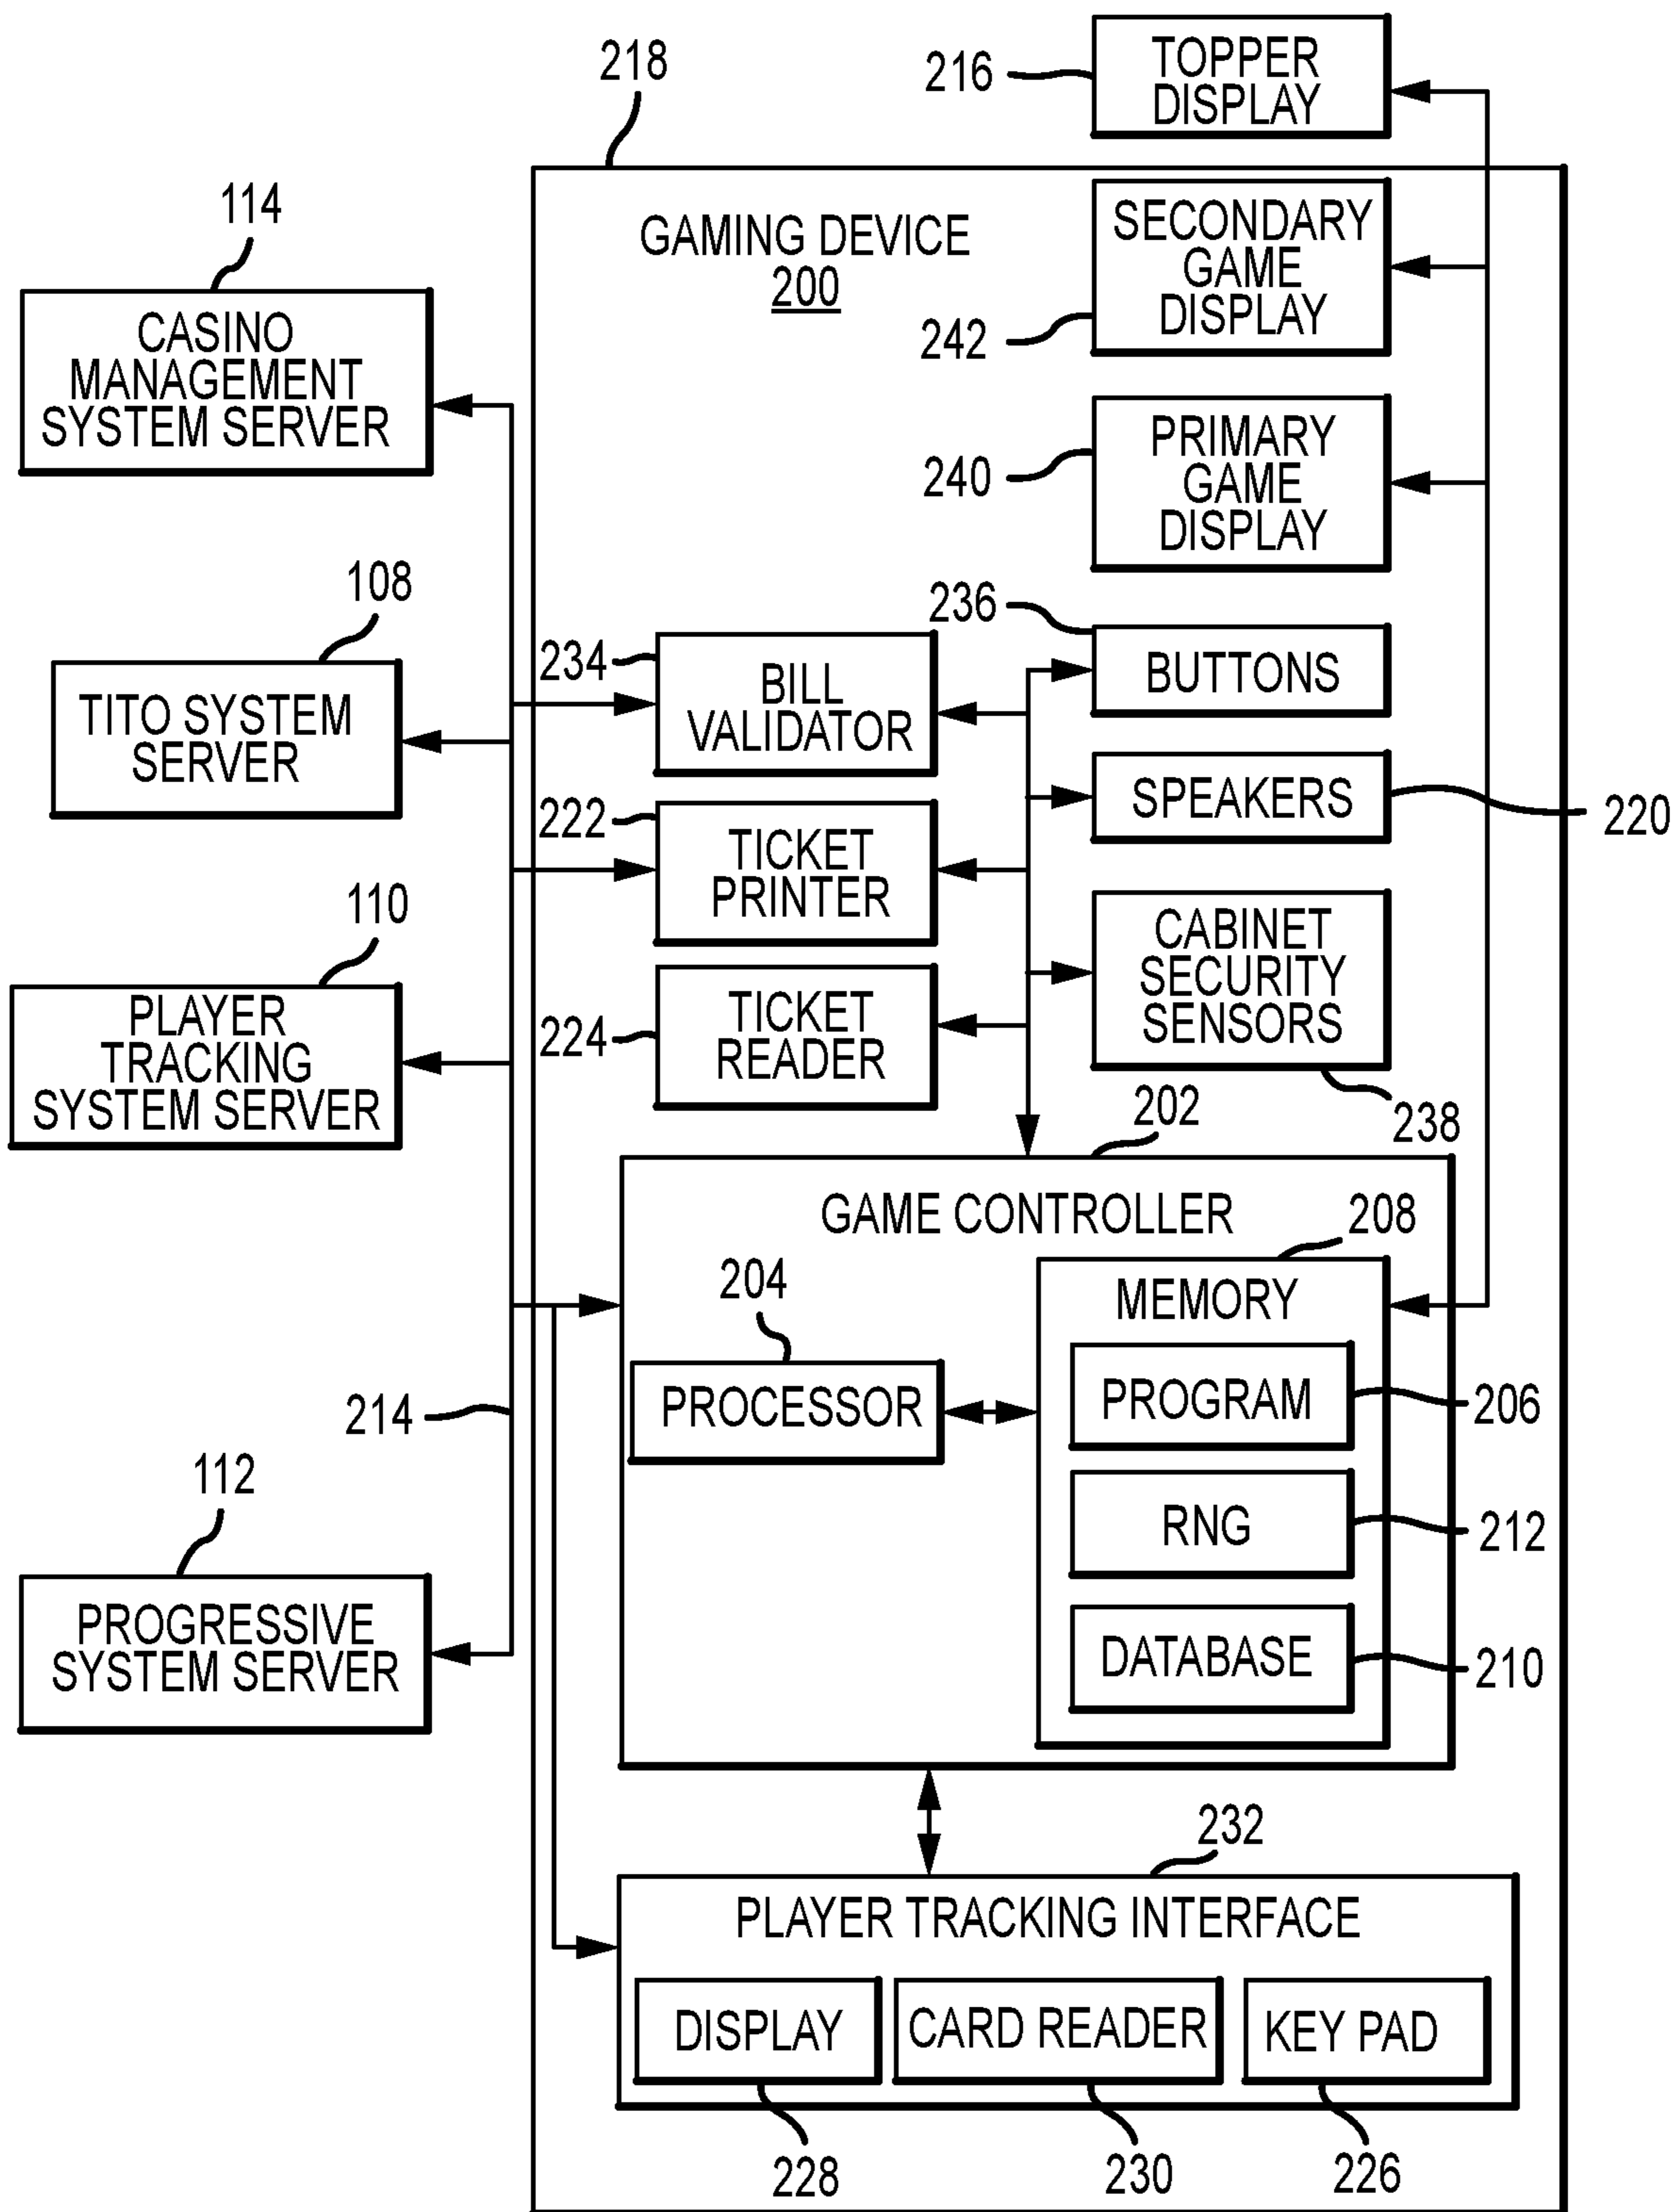 216
TOPPER
DISPLAY
218
GAMING DEVICE
200
SECONDARY
GAME
DISPLAY
242
114
CASINO
MANAGEMENT
SYSTEM SERVER
PRIMARY
GAME
DISPLAY
240
108
TITO SYSTEM
SERVER
234
BILL
VALIDATOR
236
BUTTONS
SPEAKERS
220
222
TICKET
PRINTER
110
PLAYER
TRACKING
SYSTEM SERVER
224
TICKET
READER
CABINET
SECURITY
SENSORS
238
202
GAME CONTROLLER
208
MEMORY
204
PROCESSOR
PROGRAM
206
214
RNG
212
112
PROGRESSIVE
SYSTEM SERVER
DATABASE
210
232
PLAYER TRACKING INTERFACE
DISPLAY
CARD READER
KEY PAD
228
230
226